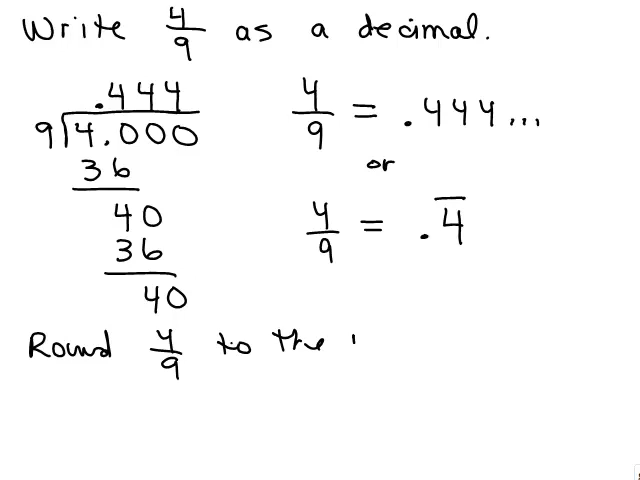 Write 4/9 as a decimal.
.444
9 4.000
36
40
36
40
4/9 = .444...
or
4/9 = .4̅
Round 4/9 to the